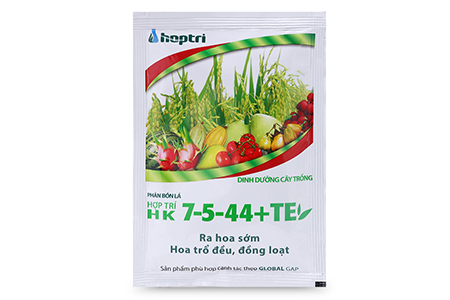 hoptri
DINH DƯỠNG CÂY TRỒNG
PHÂN BÓN LÁ
HỢP TRÍ
HK 7-5-44+TE
Ra hoa sớm
Hoa trổ đều, đồng loạt
Sản phẩm phù hợp canh tác theo GLOBAL GAP